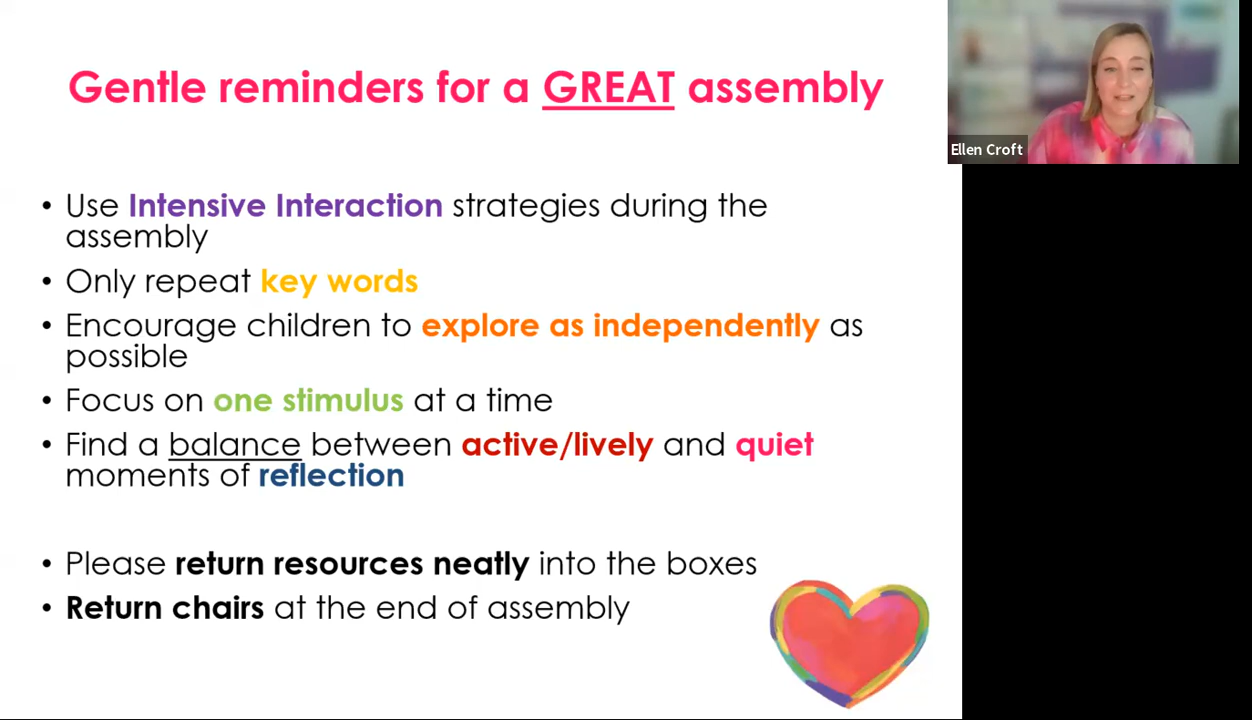 Gentle reminders for a GREAT assembly
Ellen Croft
• Use Intensive Interaction strategies during the
assembly
• Only repeat key words
• Encourage children to explore as independently as
possible
• Focus on one stimulus at a time
• Find a balance between active/lively and quiet
moments of reflection
• Please return resources neatly into the boxes
• Return chairs at the end of assembly